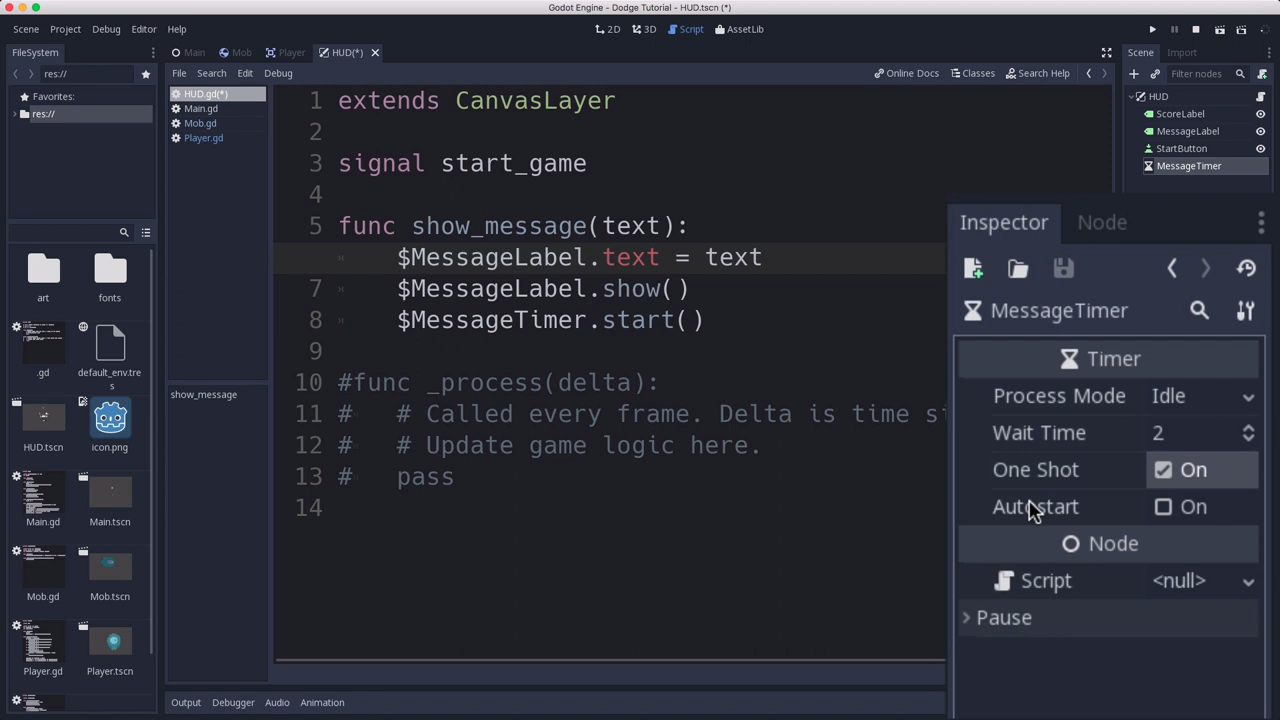 Godot Engine - Dodge Tutorial - HUD.tscn (*)
Scene Project Debug Editor Help
2D 3D Script AssetLib
FileSystem
res://
Favorites:
res://
art
fonts
.gd
default_env.tre
s
HUD.tscn
icon.png
Main.gd
Main.tscn
Mob.gd
Mob.tscn
Player.gd
Player.tscn
Main Mob Player HUD(*)
File Search Edit Debug
Online Docs Classes Search Help
HUD.gd(*)
Main.gd
Mob.gd
Player.gd
show_message
1 extends CanvasLayer
2
3 signal start_game
4
5 func show_message(text):
$MessageLabel.text = text
7 $MessageLabel.show()
8 $MessageTimer.start()
9
10 #func _process(delta):
11 # # Called every frame. Delta is time
12 # # Update game logic here.
13 # pass
14
Output Debugger Audio Animation
Scene Import
Filter nodes
HUD
ScoreLabel
MessageLabel
StartButton
MessageTimer
Inspector Node
MessageTimer
Timer
Process Mode Idle
Wait Time 2
One Shot On
Autostart On
Node
Script <null>
Pause